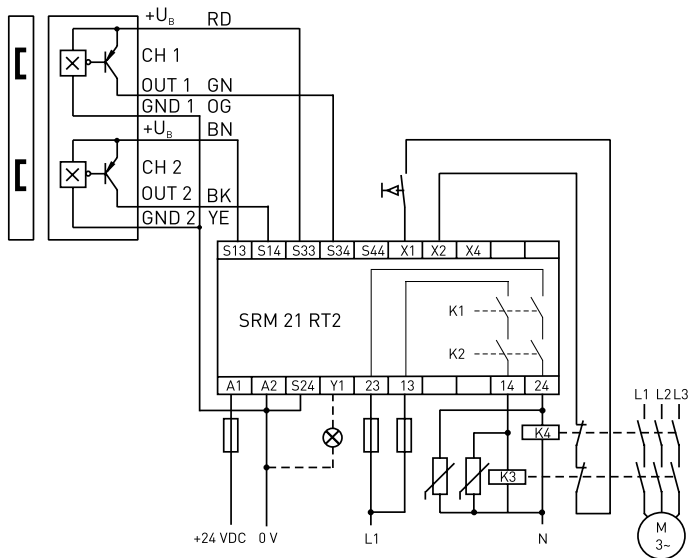 +UB RD
CH 1
OUT 1 GN
GND 1 OG
+UB BN
CH 2
OUT 2 BK
GND 2 YE
S13 S14 S33 S34 S44 X1 X2 X4
SRM 21 RT2
K1
K2
A1 A2 S24 Y1 23 13 14 24
L1 L2 L3
K4
K3
M
3~
+24 VDC 0 V L1 N